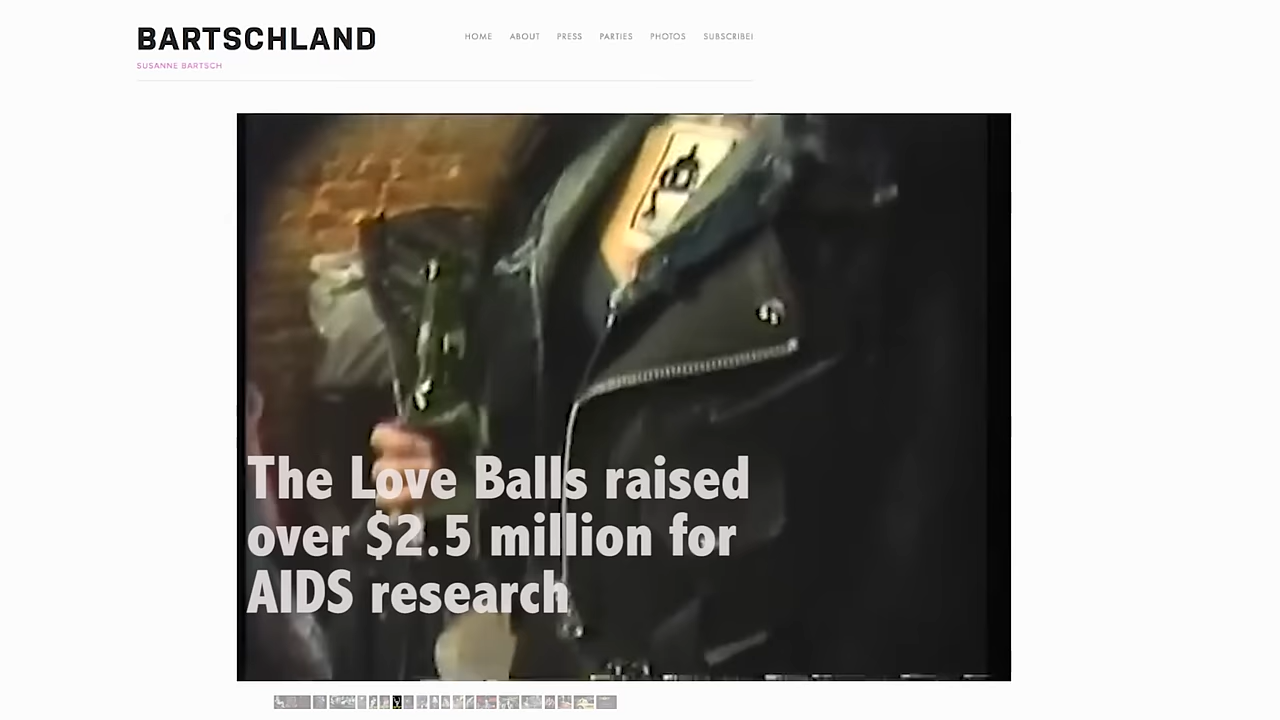 BARTSCHLAND
HOME ABOUT PRESS PARTIES PHOTOS SUBSCRIBE!
SUSANNE BARTSCH
The Love Balls raised
over $2.5 million for
AIDS research